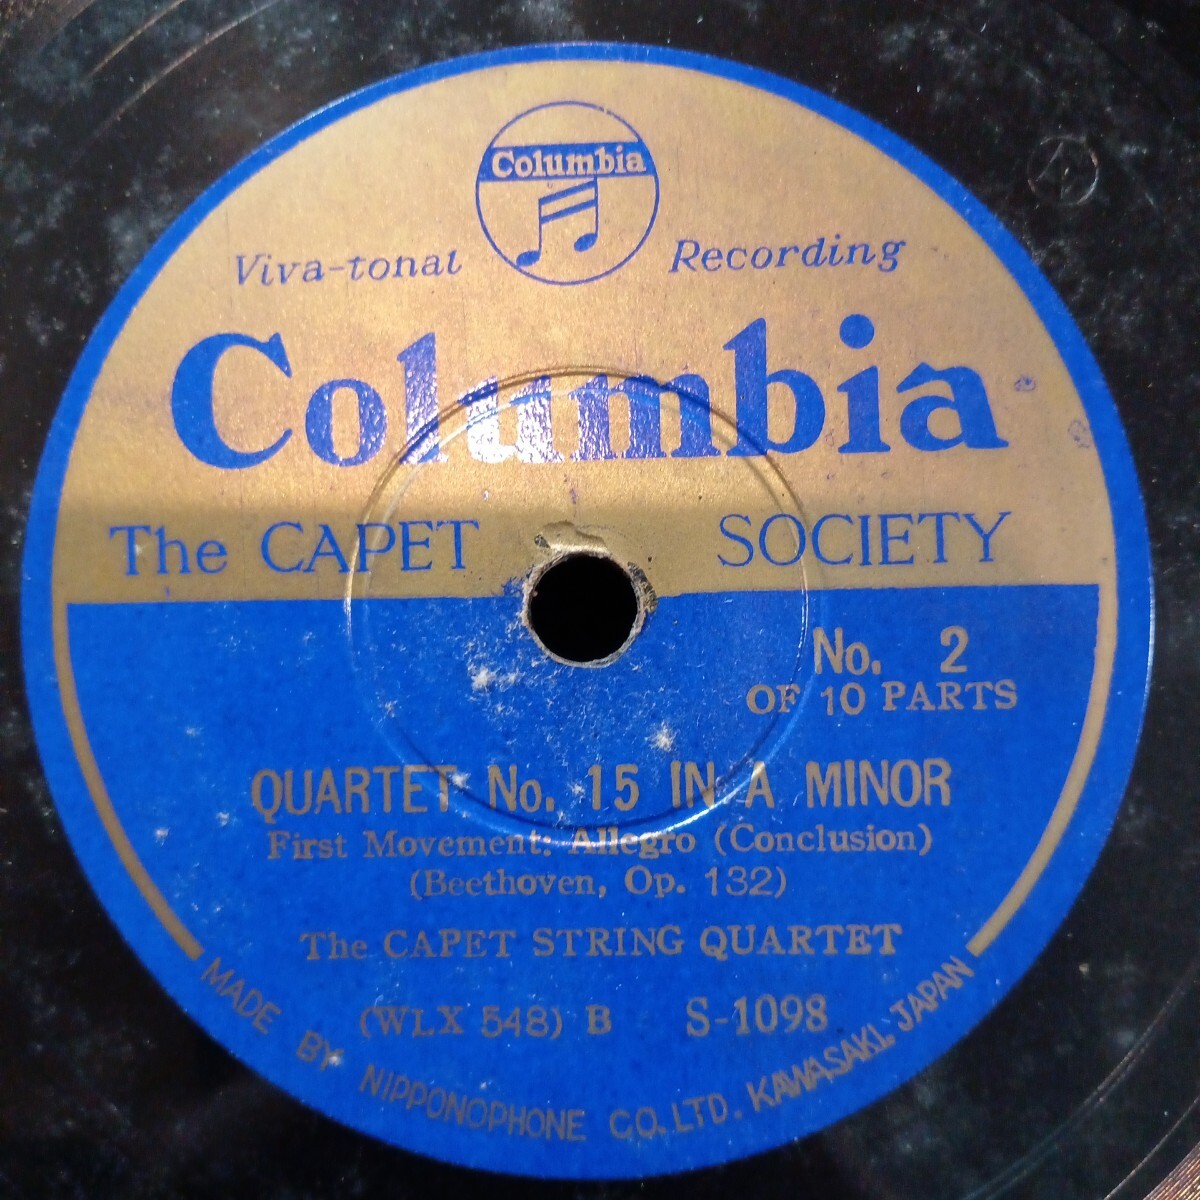 Columbia
Viva-tonal Recording
Columbia
The CAPET SOCIETY
No. 2
OF 10 PARTS
QUARTET No. 15 IN A MINOR
First Movement: Allegro (Conclusion)
(Beethoven, Op. 132)
The CAPET STRING QUARTET
(WLX 548) B S-1098
MADE BY NIPPONOPHONE CO. LTD. KAWASAKI, JAPAN